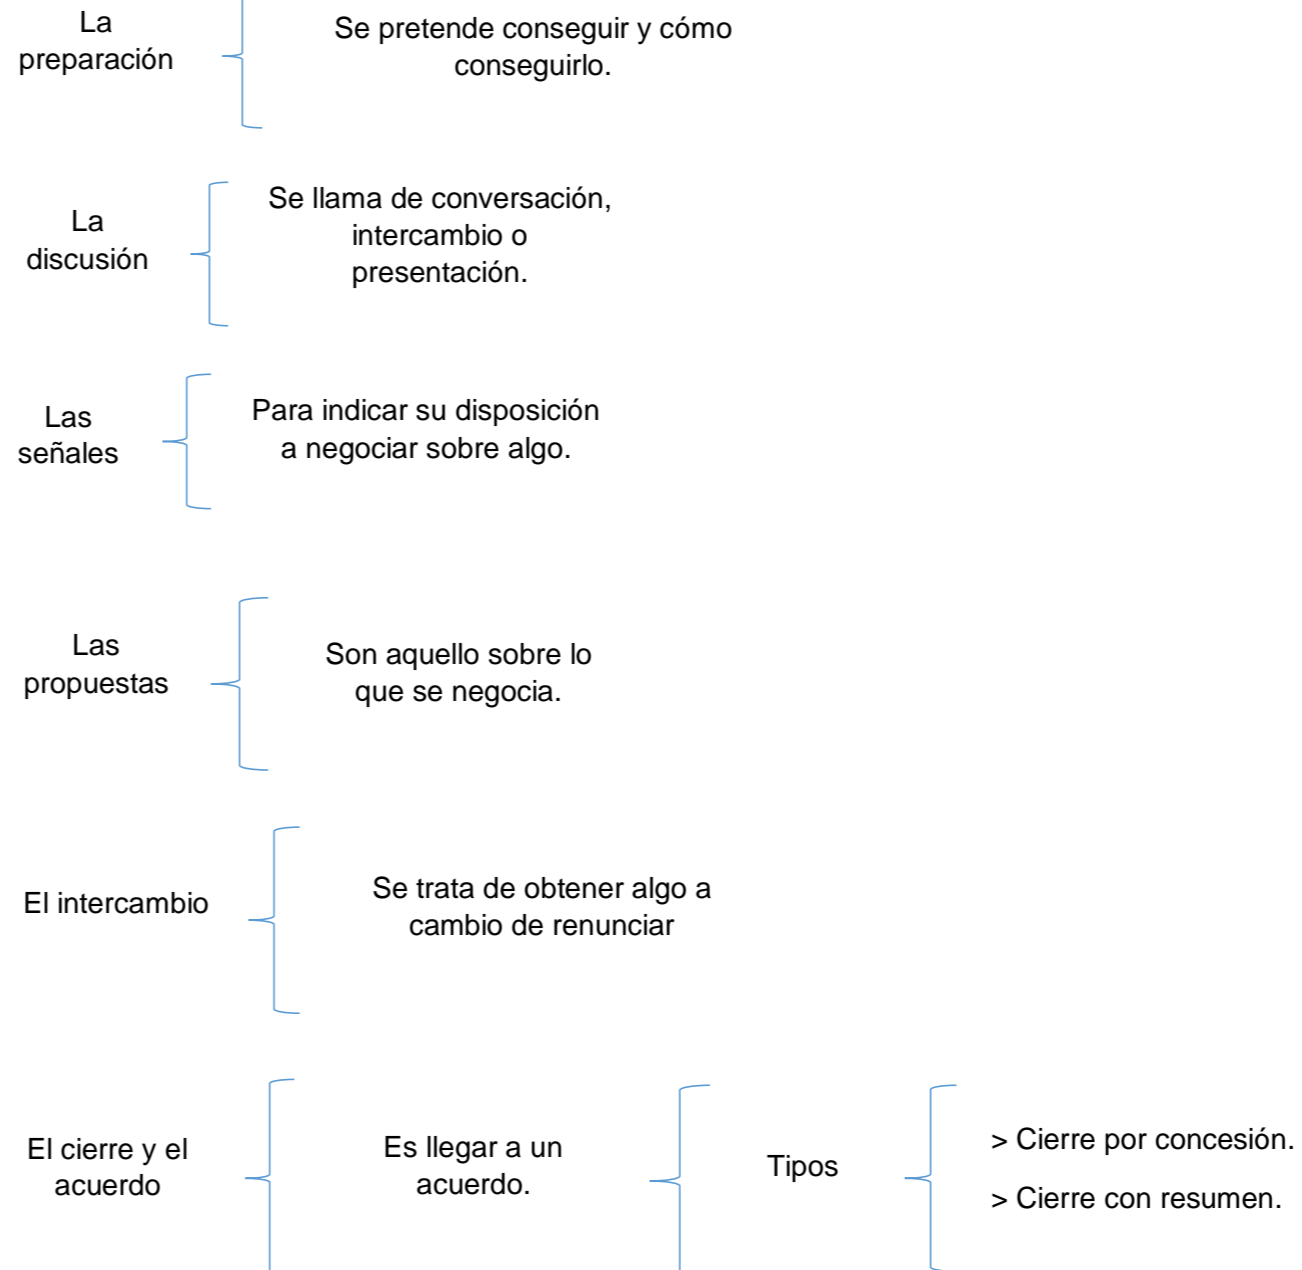 La
preparación
Se pretende conseguir y cómo
conseguirlo.
La
discusión
Se llama de conversación,
intercambio o
presentación.
Las
señales
Para indicar su disposición
a negociar sobre algo.
Las
propuestas
Son aquello sobre lo
que se negocia.
El intercambio
Se trata de obtener algo a
cambio de renunciar
El cierre y el
acuerdo
Es llegar a un
acuerdo.
Tipos
> Cierre por concesión.
> Cierre con resumen.